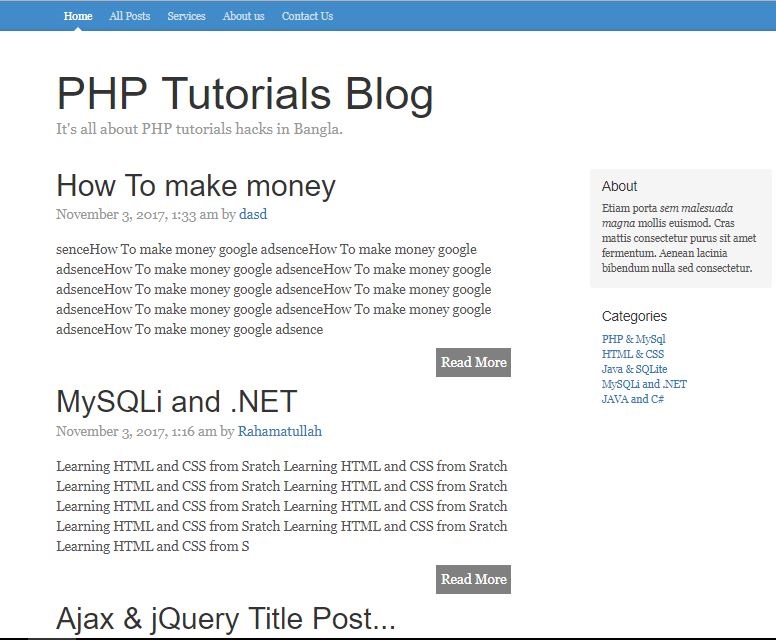 Home All Posts Services About us Contact Us
PHP Tutorials Blog
It's all about PHP tutorials hacks in Bangla.
How To make money
November 3, 2017, 1:33 am by dasd
senceHow To make money google adsenceHow To make money google
adsenceHow To make money google adsenceHow To make money google
adsenceHow To make money google adsenceHow To make money google
adsenceHow To make money google adsenceHow To make money google
adsenceHow To make money google adsence
Read More
MySQLi and .NET
November 3, 2017, 1:16 am by Rahamatullah
Learning HTML and CSS from Sratch Learning HTML and CSS from Sratch
Learning HTML and CSS from Sratch Learning HTML and CSS from Sratch
Learning HTML and CSS from Sratch Learning HTML and CSS from Sratch
Learning HTML and CSS from Sratch Learning HTML and CSS from Sratch
Learning HTML and CSS from S
Read More
Ajax & jQuery Title Post...
About
Etiam porta sem malesuada
magna mollis euismod. Cras
mattis consectetur purus sit amet
fermentum. Aenean lacinia
bibendum nulla sed consectetur.
Categories
PHP & MySql
HTML & CSS
Java & SQLite
MySQLi and .NET
JAVA and C#